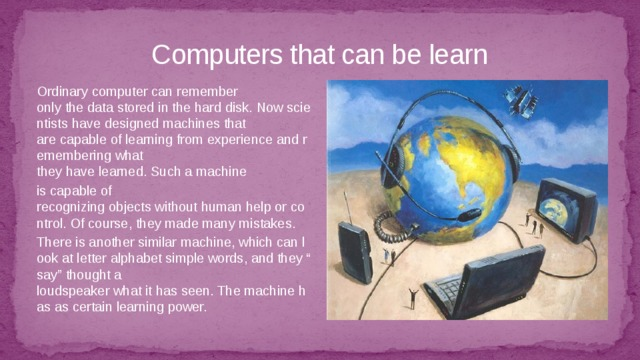 Computers that can be learn
Ordinary computer can remember
only the data stored in the hard disk. Now scie
ntists have designed machines that
are capable of learning from experience and r
emembering what
they have learned. Such a machine
is capable of
recognizing objects without human help or co
ntrol. Of course, they made many mistakes.
There is another similar machine, which can l
ook at letter alphabet simple words, and they “
say” thought a
loudspeaker what it has seen. The machine h
as as certain learning power.